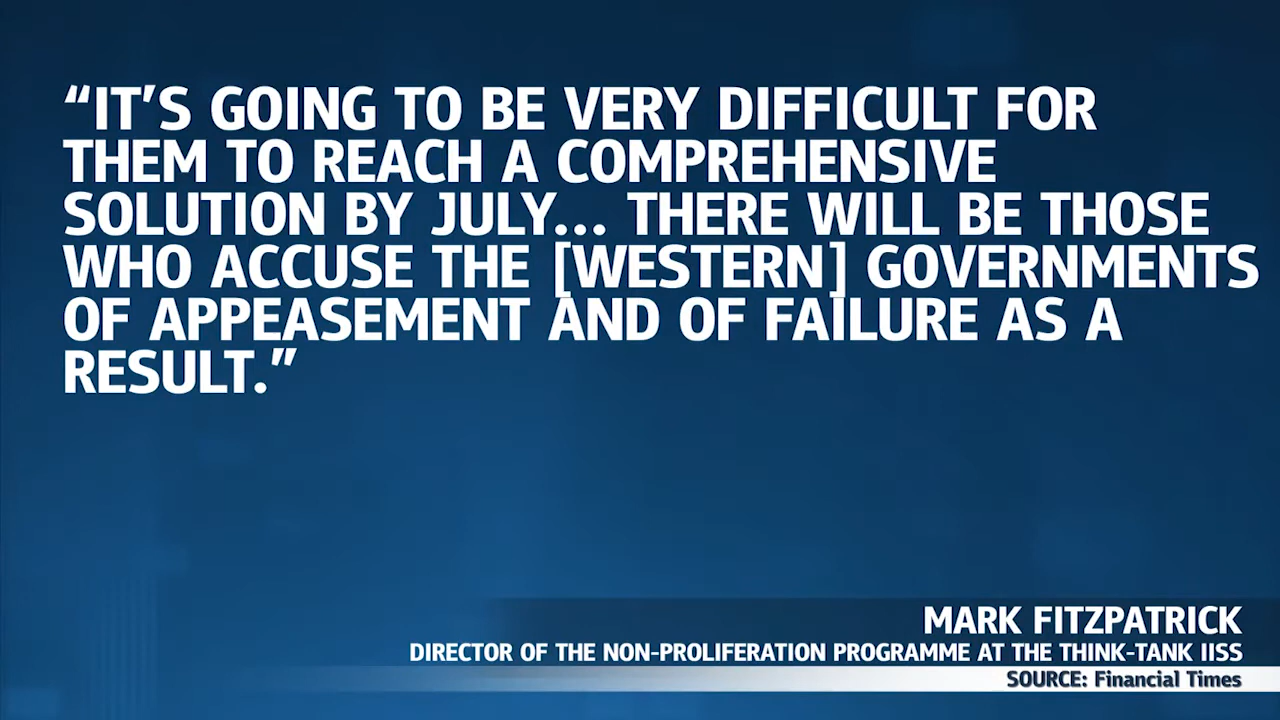 “IT’S GOING TO BE VERY DIFFICULT FOR
THEM TO REACH A COMPREHENSIVE
SOLUTION BY JULY... THERE WILL BE THOSE
WHO ACCUSE THE [WESTERN] GOVERNMENTS
OF APPEASEMENT AND OF FAILURE AS A
RESULT.”
MARK FITZPATRICK
DIRECTOR OF THE NON-PROLIFERATION PROGRAMME AT THE THINK-TANK IISS
SOURCE: Financial Times